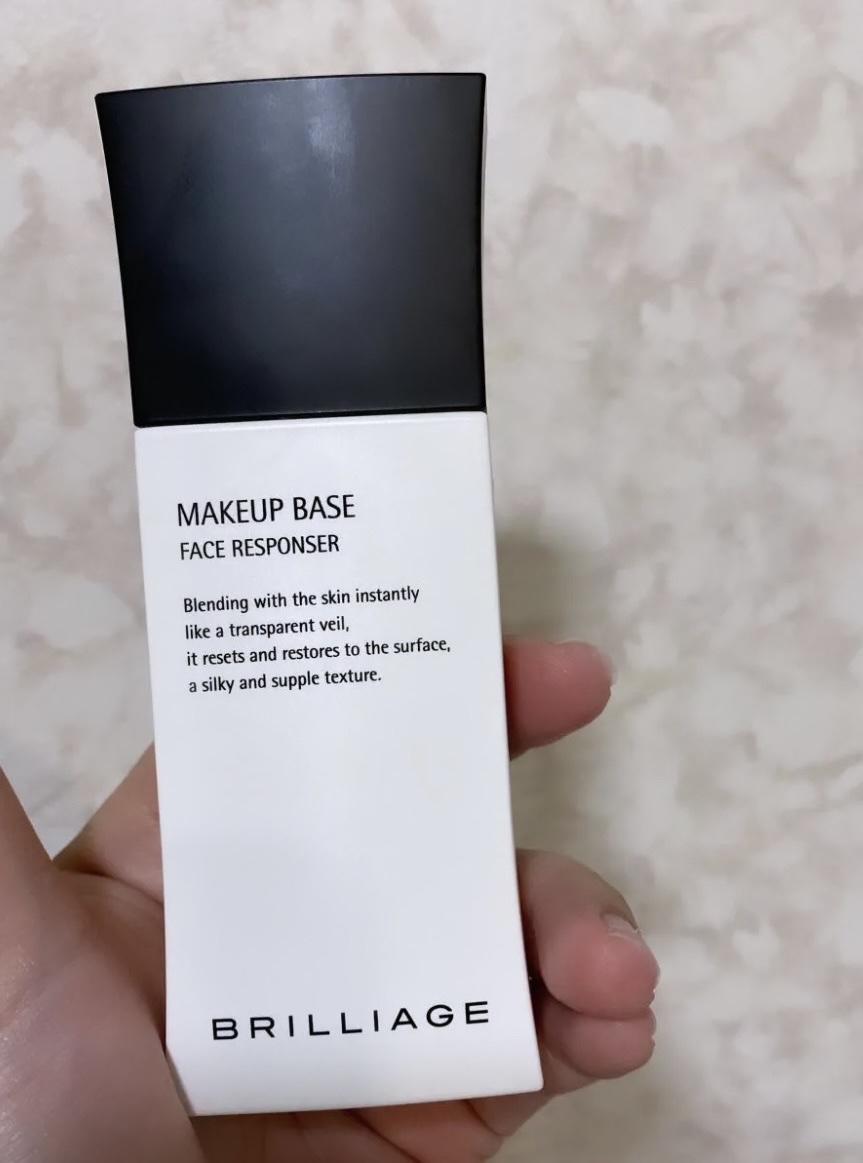 MAKEUP BASE
FACE RESPONSER
Blending with the skin instantly
like a transparent veil,
it resets and restores to the surface,
a silky and supple texture.
BRILLIAGE